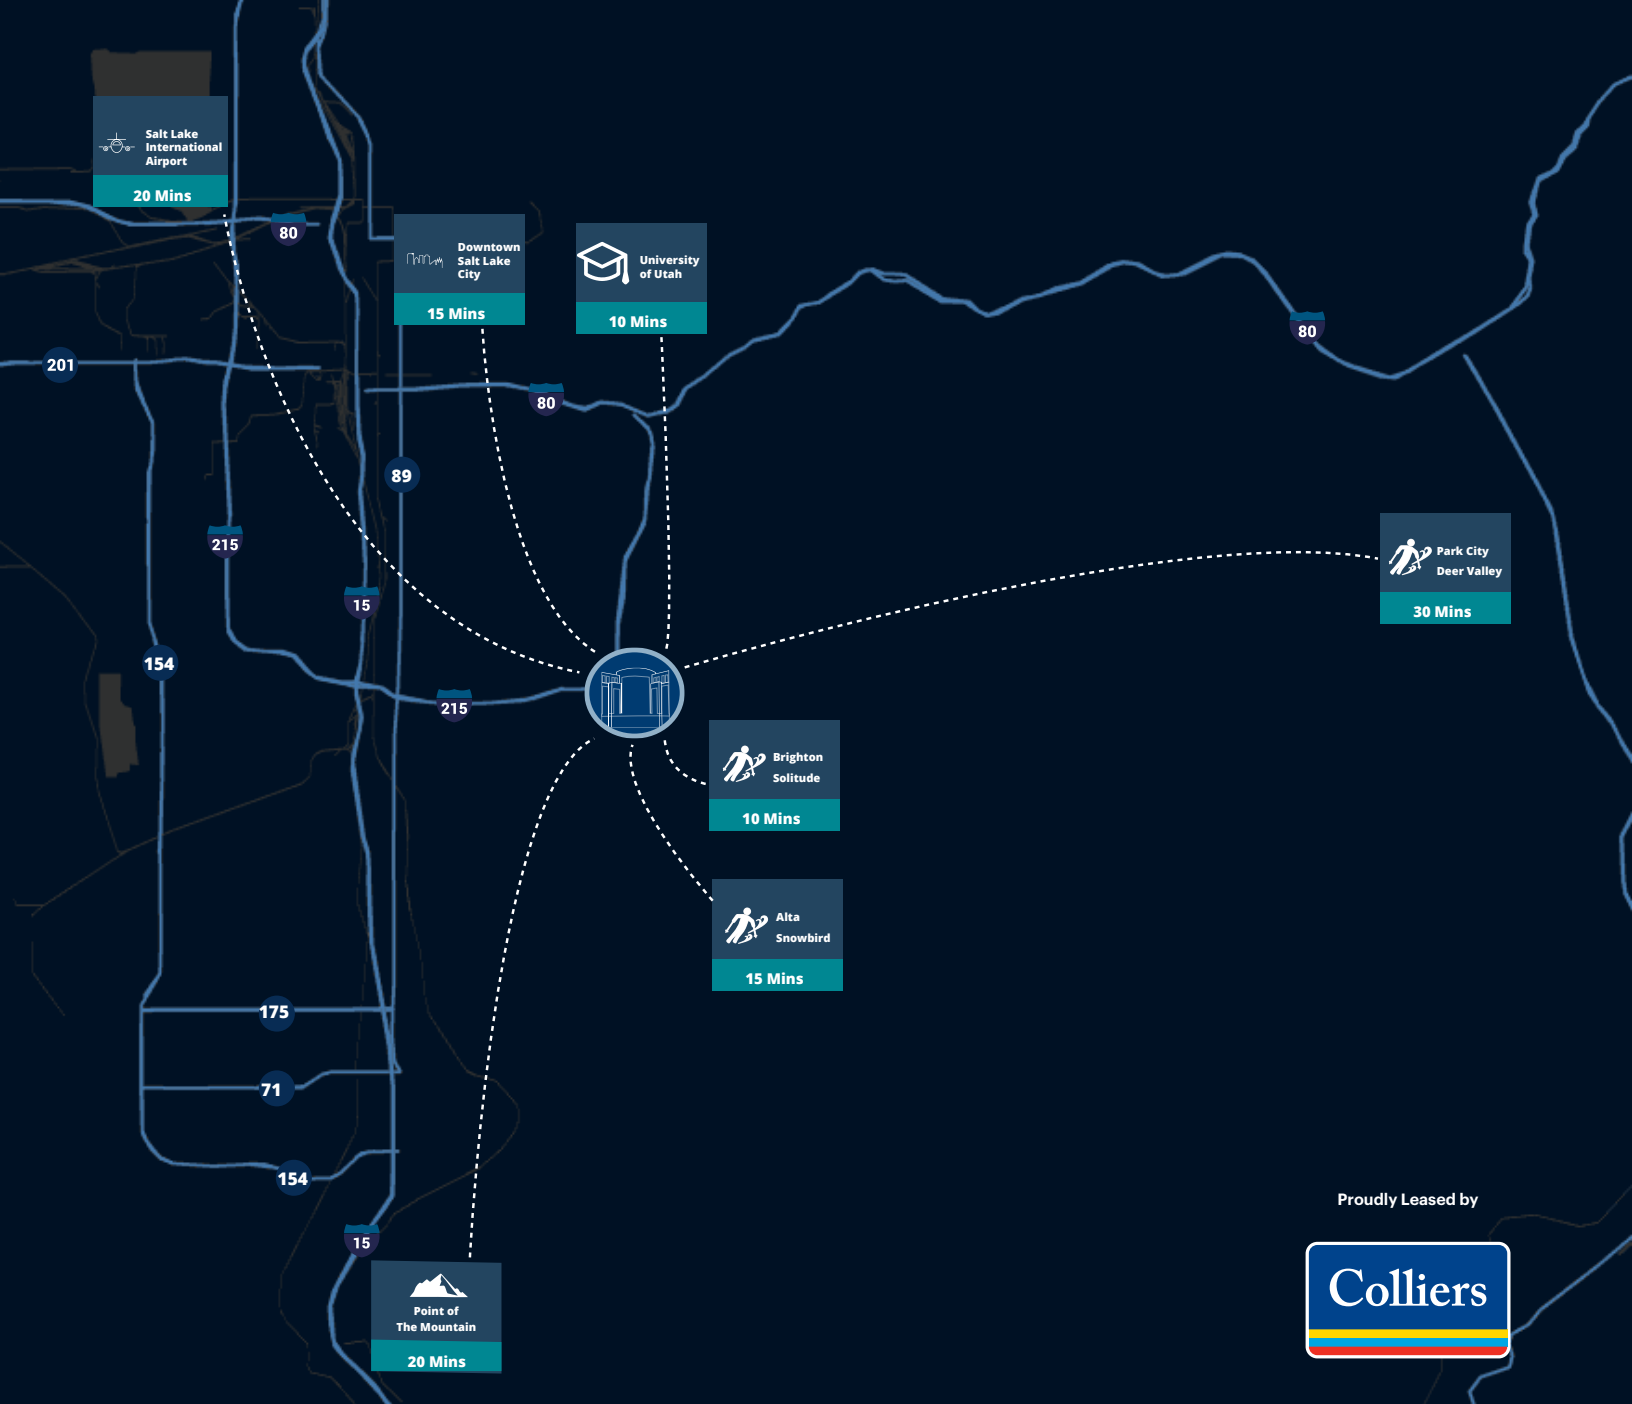 Salt Lake
International
Airport
20 Mins
80
Downtown
Salt Lake
City
15 Mins
University
of Utah
10 Mins
80
201
80
89
215
Park City
Deer Valley
30 Mins
15
154
215
Brighton
Solitude
10 Mins
Alta
Snowbird
15 Mins
175
71
154
15
Point of
The Mountain
20 Mins
Proudly Leased by
Colliers